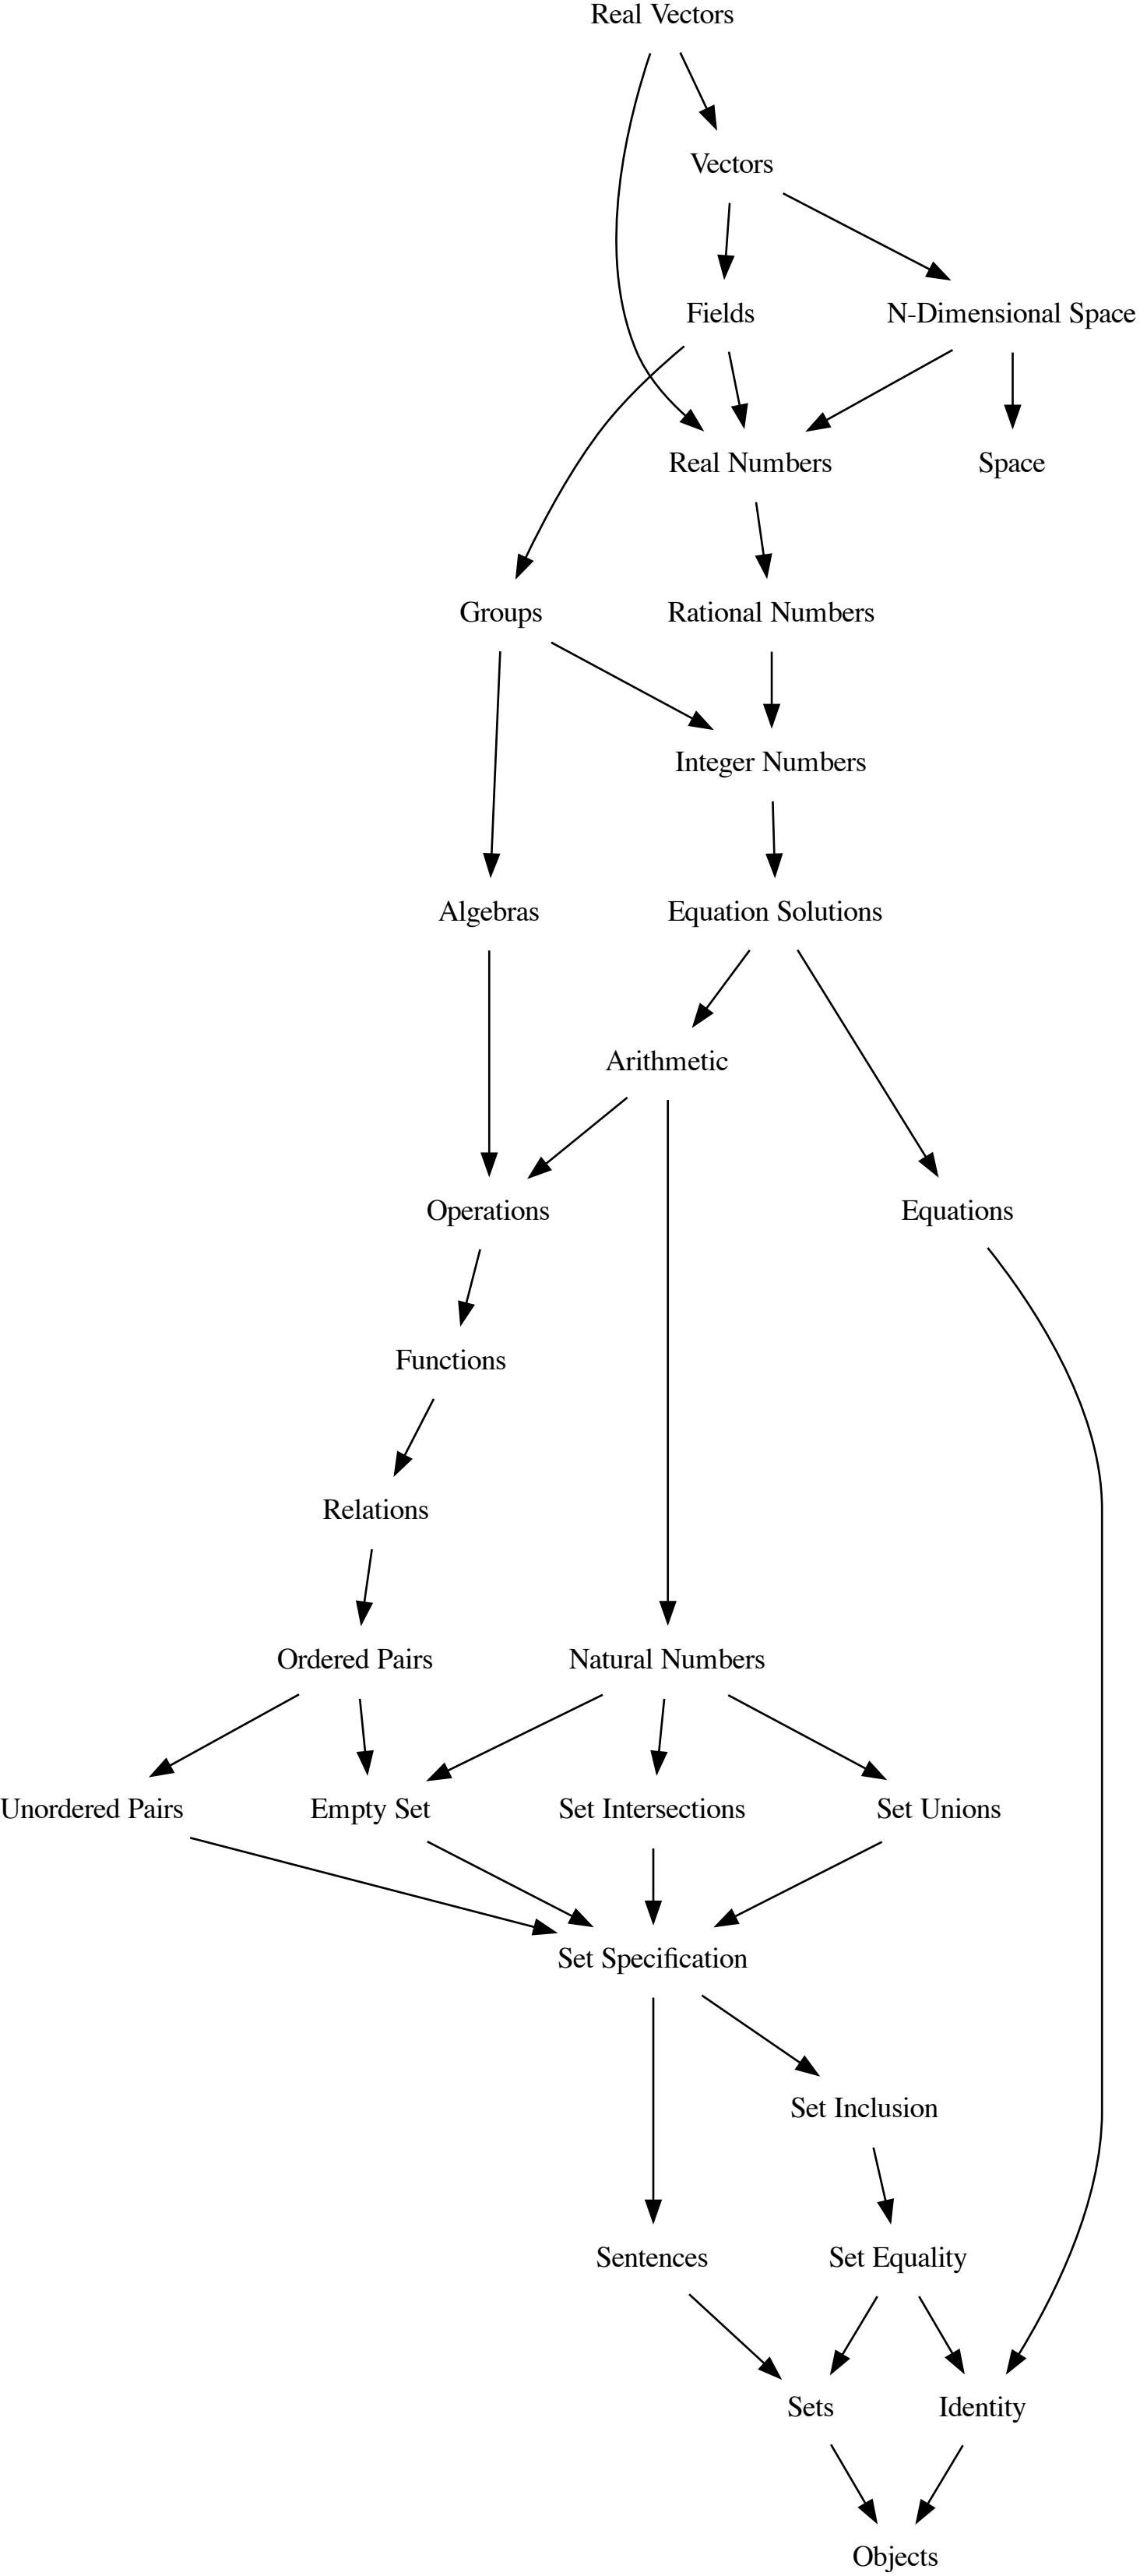 Real Vectors
Vectors
Fields
N-Dimensional Space
Real Numbers
Space
Groups
Rational Numbers
Integer Numbers
Algebras
Equation Solutions
Arithmetic
Operations
Equations
Functions
Relations
Ordered Pairs
Natural Numbers
Unordered Pairs
Empty Set
Set Intersections
Set Unions
Set Specification
Set Inclusion
Sentences
Set Equality
Sets
Identity
Objects